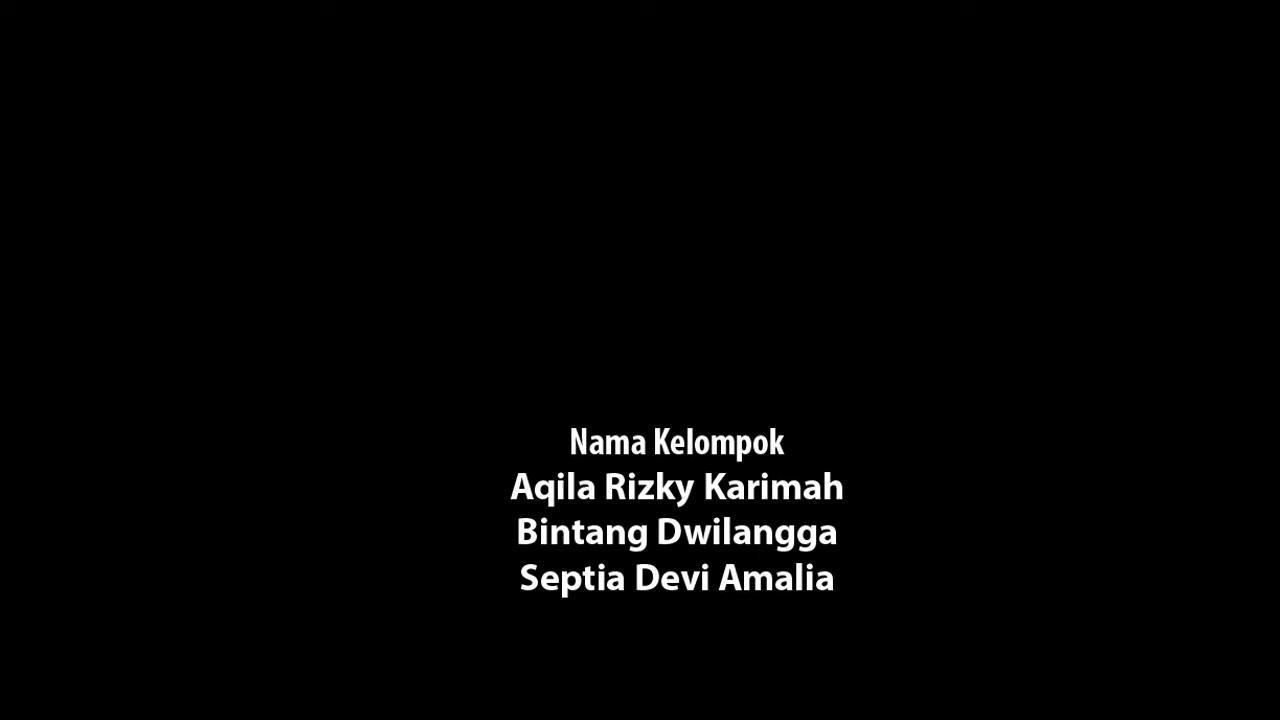 Nama Kelompok
Aqila Rizky Karimah
Bintang Dwilangga
Septia Devi Amalia